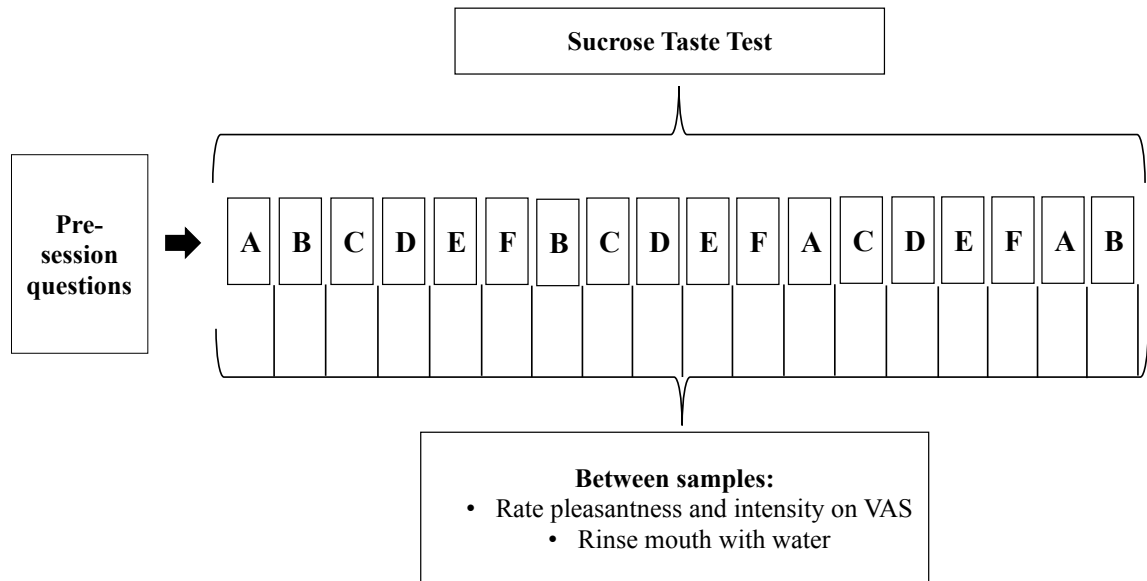 Sucrose Taste Test
Pre-
session
questions
A B C D E F B C D E F A C D E F A B
Between samples:
• Rate pleasantness and intensity on VAS
• Rinse mouth with water